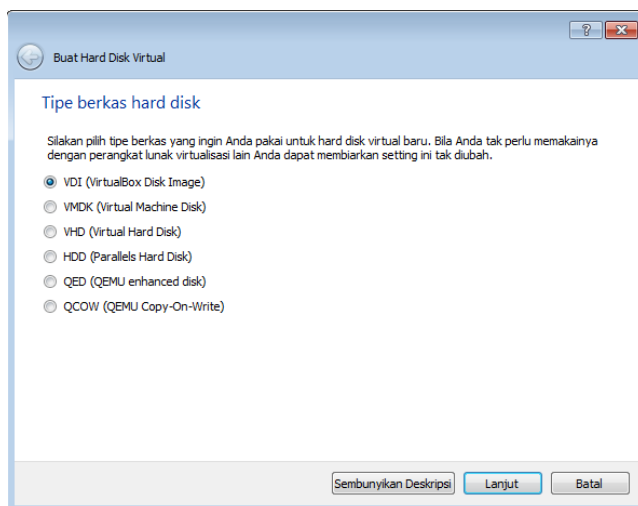 Buat Hard Disk Virtual
Tipe berkas hard disk
Silakan pilih tipe berkas yang ingin Anda pakai untuk hard disk virtual baru. Bila Anda tak perlu memakainya
dengan perangkat lunak virtualisasi lain Anda dapat membiarkan setting ini tak diubah.
VDI (VirtualBox Disk Image)
VMDK (Virtual Machine Disk)
VHD (Virtual Hard Disk)
HDD (Parallels Hard Disk)
QED (QEMU enhanced disk)
QCOW (QEMU Copy-On-Write)
Sembunyikan Deskripsi Lanjut Batal